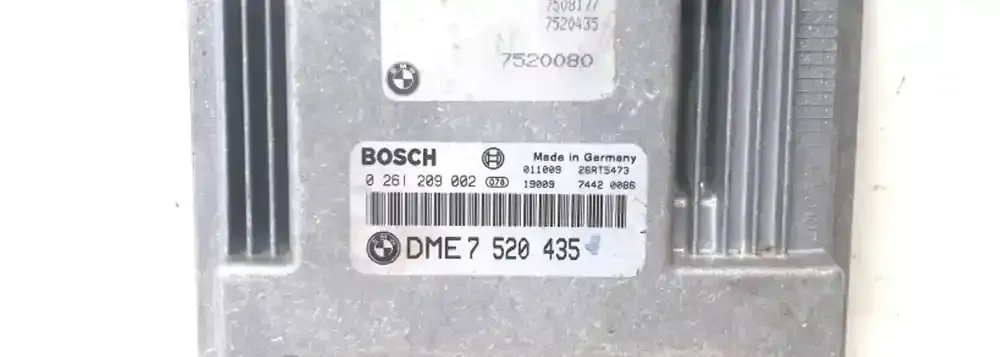 7508177
7520435
7520080
BOSCH
Made in Germany
011009 26RT5473
0 261 209 002 078 19009 7442 0086
DME 7 520 435